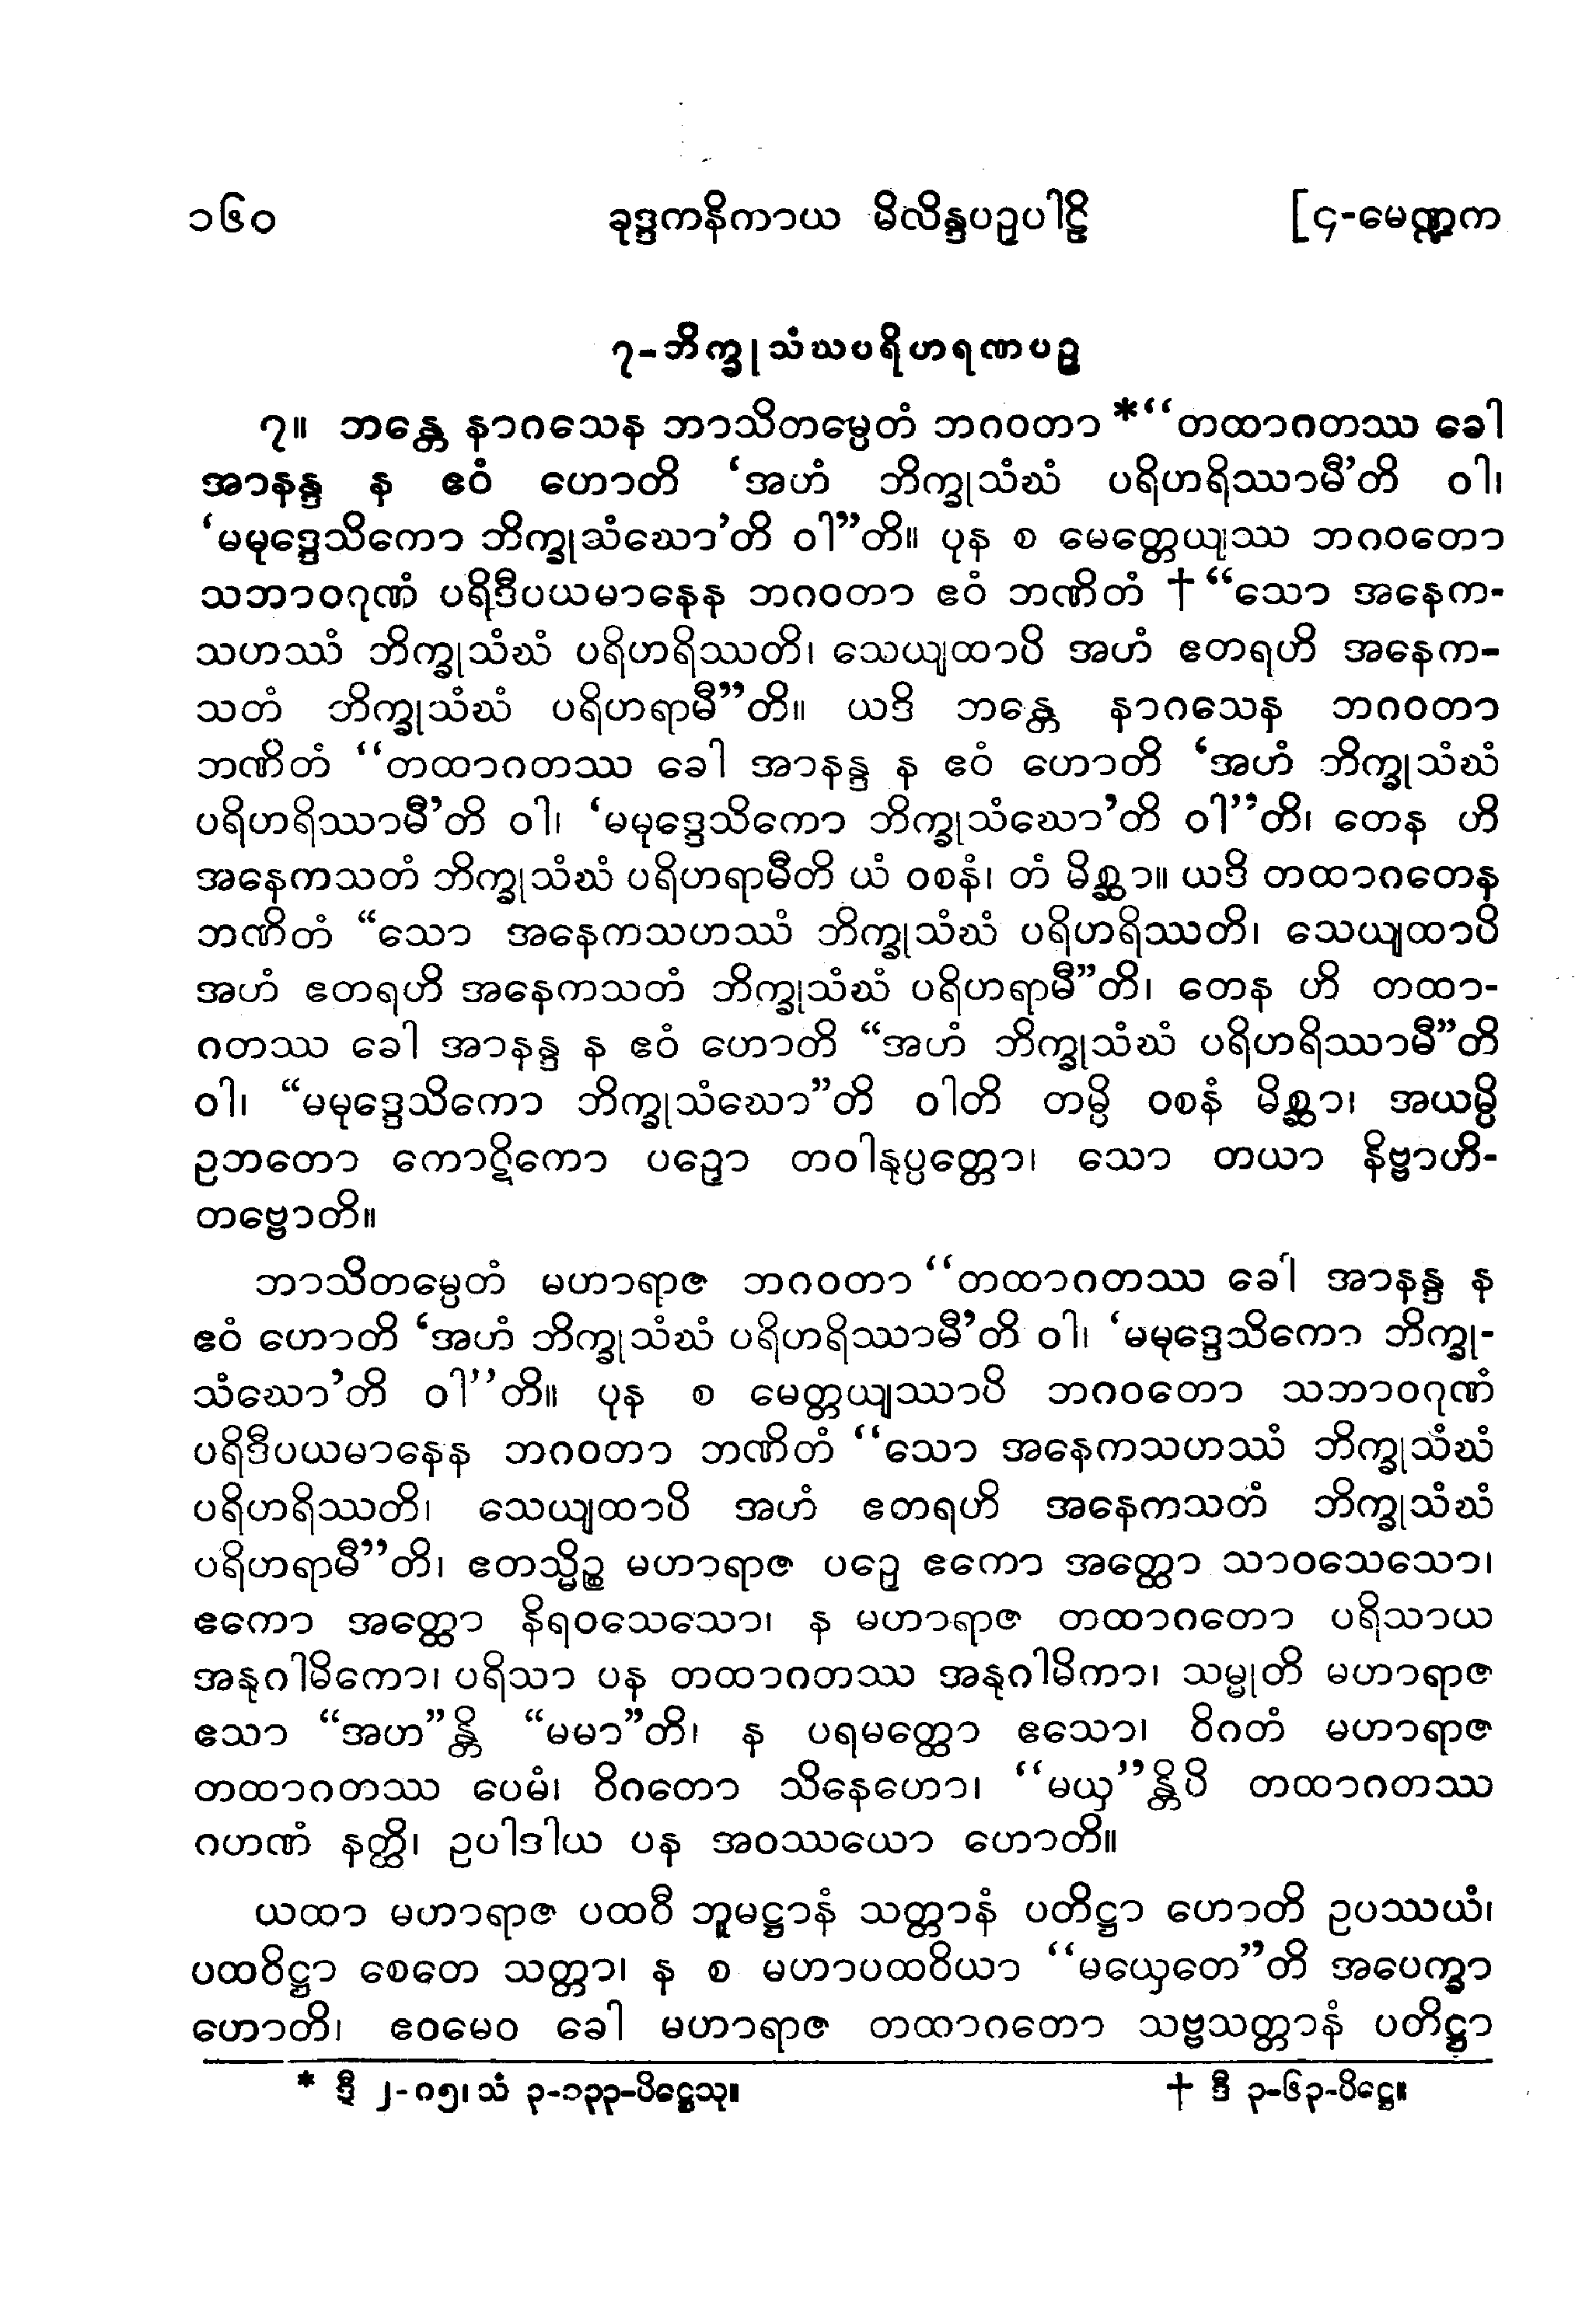 ၁၆၀ ခုဒ္ဒကနိကာယ မိလိန္ဒပဉှပါဠိ [၄-မေဏ္ဍက
၇-ဘိက္ခုသံဃပရိဟရဏပဉှ
၇။ ဘန္တေ နာဂသေန ဘာသိတမ္ပေတံ ဘဂဝတာ *“တထာဂတဿ ခေါ
အာနန္ဒ န ဧဝံ ဟောတိ ‘အဟံ ဘိက္ခုသံဃံ ပရိဟရိဿာမီ’တိ ဝါ၊
‘မမုဒ္ဒေသိကော ဘိက္ခုသံဃော’တိ ဝါ”တိ။ ပုန စ မေတ္တေယျဿ ဘဂဝတော
သဘာဝဂုဏံ ပရိဒီပယမာနေန ဘဂဝတာ ဧဝံ ဘဏိတံ †“သော အနေက-
သဟဿံ ဘိက္ခုသံဃံ ပရိဟရိဿတိ၊ သေယျထာပိ အဟံ ဧတရဟိ အနေက-
သတံ ဘိက္ခုသံဃံ ပရိဟရာမီ”တိ။ ယဒိ ဘန္တေ နာဂသေန ဘဂဝတာ
ဘဏိတံ “တထာဂတဿ ခေါ အာနန္ဒ န ဧဝံ ဟောတိ ‘အဟံ ဘိက္ခုသံဃံ
ပရိဟရိဿာမီ’တိ ဝါ၊ ‘မမုဒ္ဒေသိကော ဘိက္ခုသံဃော’တိ ဝါ”တိ၊ တေန ဟိ
အနေကသတံ ဘိက္ခုသံဃံ ပရိဟရာမီတိ ယံ ဝစနံ၊ တံ မိစ္ဆာ။ ယဒိ တထာဂတေန
ဘဏိတံ “သော အနေကသဟဿံ ဘိက္ခုသံဃံ ပရိဟရိဿတိ၊ သေယျထာပိ
အဟံ ဧတရဟိ အနေကသတံ ဘိက္ခုသံဃံ ပရိဟရာမီ”တိ၊ တေန ဟိ တထာ-
ဂတဿ ခေါ အာနန္ဒ န ဧဝံ ဟောတိ “အဟံ ဘိက္ခုသံဃံ ပရိဟရိဿာမီ”တိ
ဝါ၊ “မမုဒ္ဒေသိကော ဘိက္ခုသံဃော”တိ ဝါတိ တမ္ပိ ဝစနံ မိစ္ဆာ၊ အယမ္ပိ
ဥဘတော ကောဋိကော ပဉှော တဝါနုပ္ပတ္တော၊ သော တယာ နိဗ္ဗာဟိ-
တဗ္ဗောတိ။
ဘာသိတမ္ပေတံ မဟာရာဇ ဘဂဝတာ “တထာဂတဿ ခေါ အာနန္ဒ န
ဧဝံ ဟောတိ ‘အဟံ ဘိက္ခုသံဃံ ပရိဟရိဿာမီ’တိ ဝါ၊ ‘မမုဒ္ဒေသိကော ဘိက္ခု-
သံဃော’တိ ဝါ”တိ။ ပုန စ မေတ္တယျဿာပိ ဘဂဝတော သဘာဝဂုဏံ
ပရိဒီပယမာနေန ဘဂဝတာ ဘဏိတံ “သော အနေကသဟဿံ ဘိက္ခုသံဃံ
ပရိဟရိဿတိ၊ သေယျထာပိ အဟံ ဧတရဟိ အနေကသတံ ဘိက္ခုသံဃံ
ပရိဟရာမီ”တိ၊ ဧတသ္မိဉ္စ မဟာရာဇ ပဉှေ ဧကော အတ္ထော သာဝသေသော၊
ဧကော အတ္ထော နိရဝသေသော၊ န မဟာရာဇ တထာဂတော ပရိသာယ
အနုဂါမိကော၊ ပရိသာ ပန တထာဂတဿ အနုဂါမိကာ၊ သမ္မုတိ မဟာရာဇ
ဧသာ “အဟ”န္တိ “မမာ”တိ၊ န ပရမတ္ထော ဧသော၊ ဝိဂတံ မဟာရာဇ
တထာဂတဿ ပေမံ၊ ဝိဂတော သိနေဟော၊ “မယှ”န္တိပိ တထာဂတဿ
ဂဟဏံ နတ္ထိ၊ ဥပါဒါယ ပန အဝဿယော ဟောတိ။
ယထာ မဟာရာဇ ပထဝီ ဘူမဋ္ဌာနံ သတ္တာနံ ပတိဋ္ဌာ ဟောတိ ဥပဿယံ၊
ပထဝိဋ္ဌာ စေတေ သတ္တာ၊ န စ မဟာပထဝိယာ “မယှေတေ”တိ အပေက္ခာ
ဟောတိ၊ ဧဝမေဝ ခေါ မဟာရာဇ တထာဂတော သဗ္ဗသတ္တာနံ ပတိဋ္ဌာ
* ဒီ ၂-၈၅၊ သံ ၃-၁၃၃-ပိဋ္ဌေသု။ † ဒီ ၃-၆၃-ပိဋ္ဌေ။